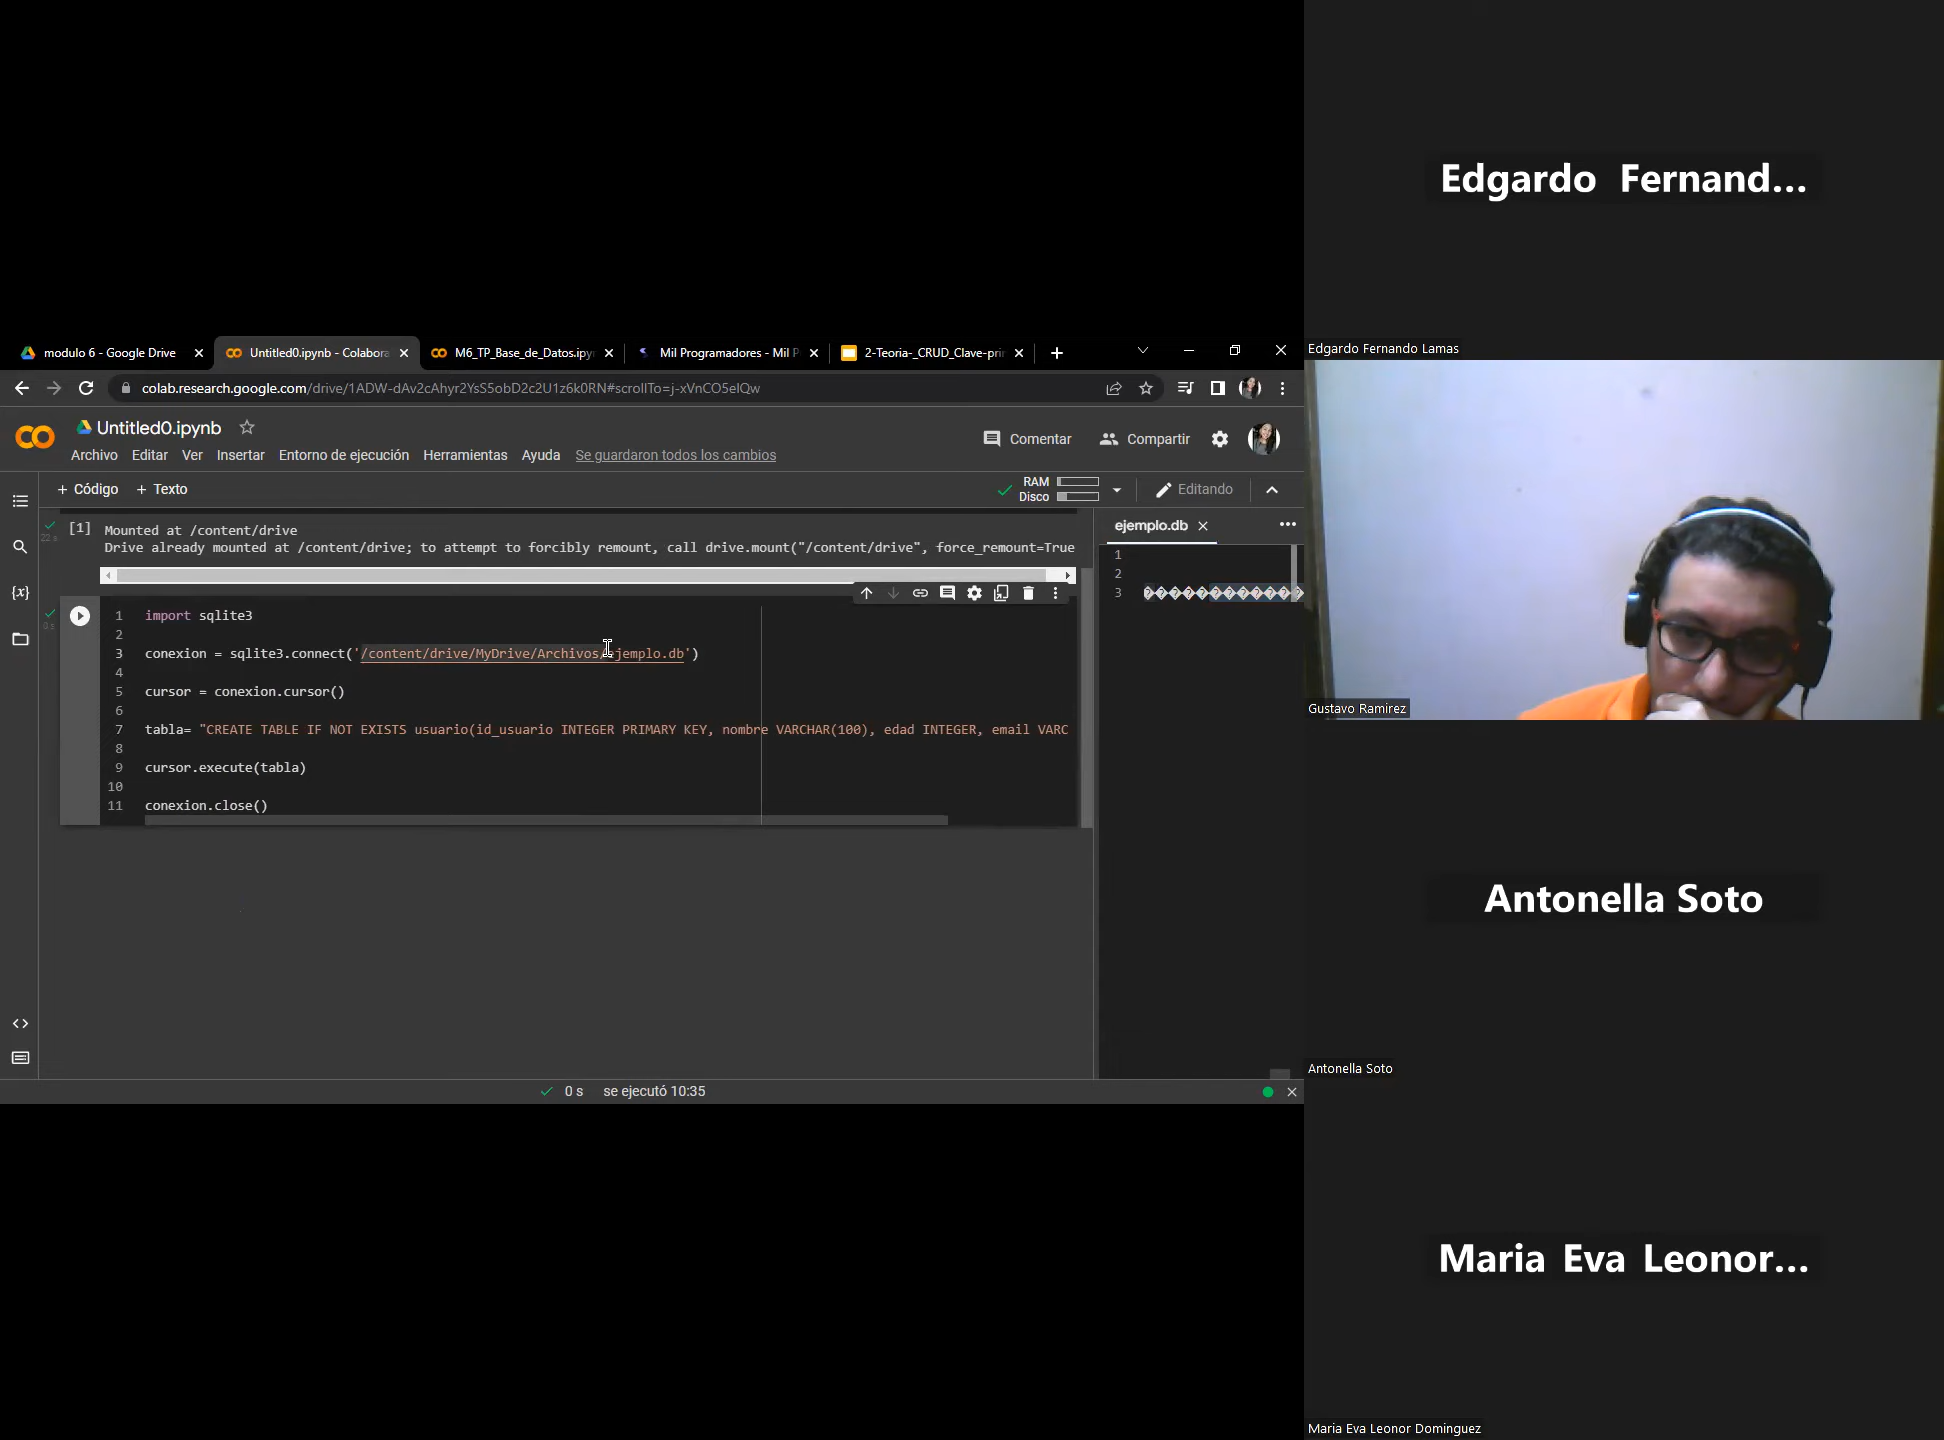 modulo 6 - Google Drive
Untitled0.ipynb - Colabora
M6_TP_Base_de_Datos.ipyn
Mil Programadores - Mil P
2-Teoria-_CRUD_Clave-pri
colab.research.google.com/drive/1ADW-dAv2cAhyr2YsS5obD2c2U1z6k0RN#scrollTo=j-xVnCO5elQw
Untitled0.ipynb
Comentar
Compartir
Archivo Editar Ver Insertar Entorno de ejecución Herramientas Ayuda Se guardaron todos los cambios
+ Código + Texto
RAM
Disco
Editando
[1]
22 s
Mounted at /content/drive
Drive already mounted at /content/drive; to attempt to forcibly remount, call drive.mount("/content/drive", force_remount=True
ejemplo.db
1
2
3
{x}
0 s
1 import sqlite3
2
3 conexion = sqlite3.connect('/content/drive/MyDrive/Archivos/ejemplo.db')
4
5 cursor = conexion.cursor()
6
7 tabla= "CREATE TABLE IF NOT EXISTS usuario(id_usuario INTEGER PRIMARY KEY, nombre VARCHAR(100), edad INTEGER, email VARC
8
9 cursor.execute(tabla)
10
11 conexion.close()
0 s se ejecutó 10:35
Edgardo Fernand...
Edgardo Fernando Lamas
Gustavo Ramirez
Antonella Soto
Antonella Soto
Maria Eva Leonor...
Maria Eva Leonor Dominguez